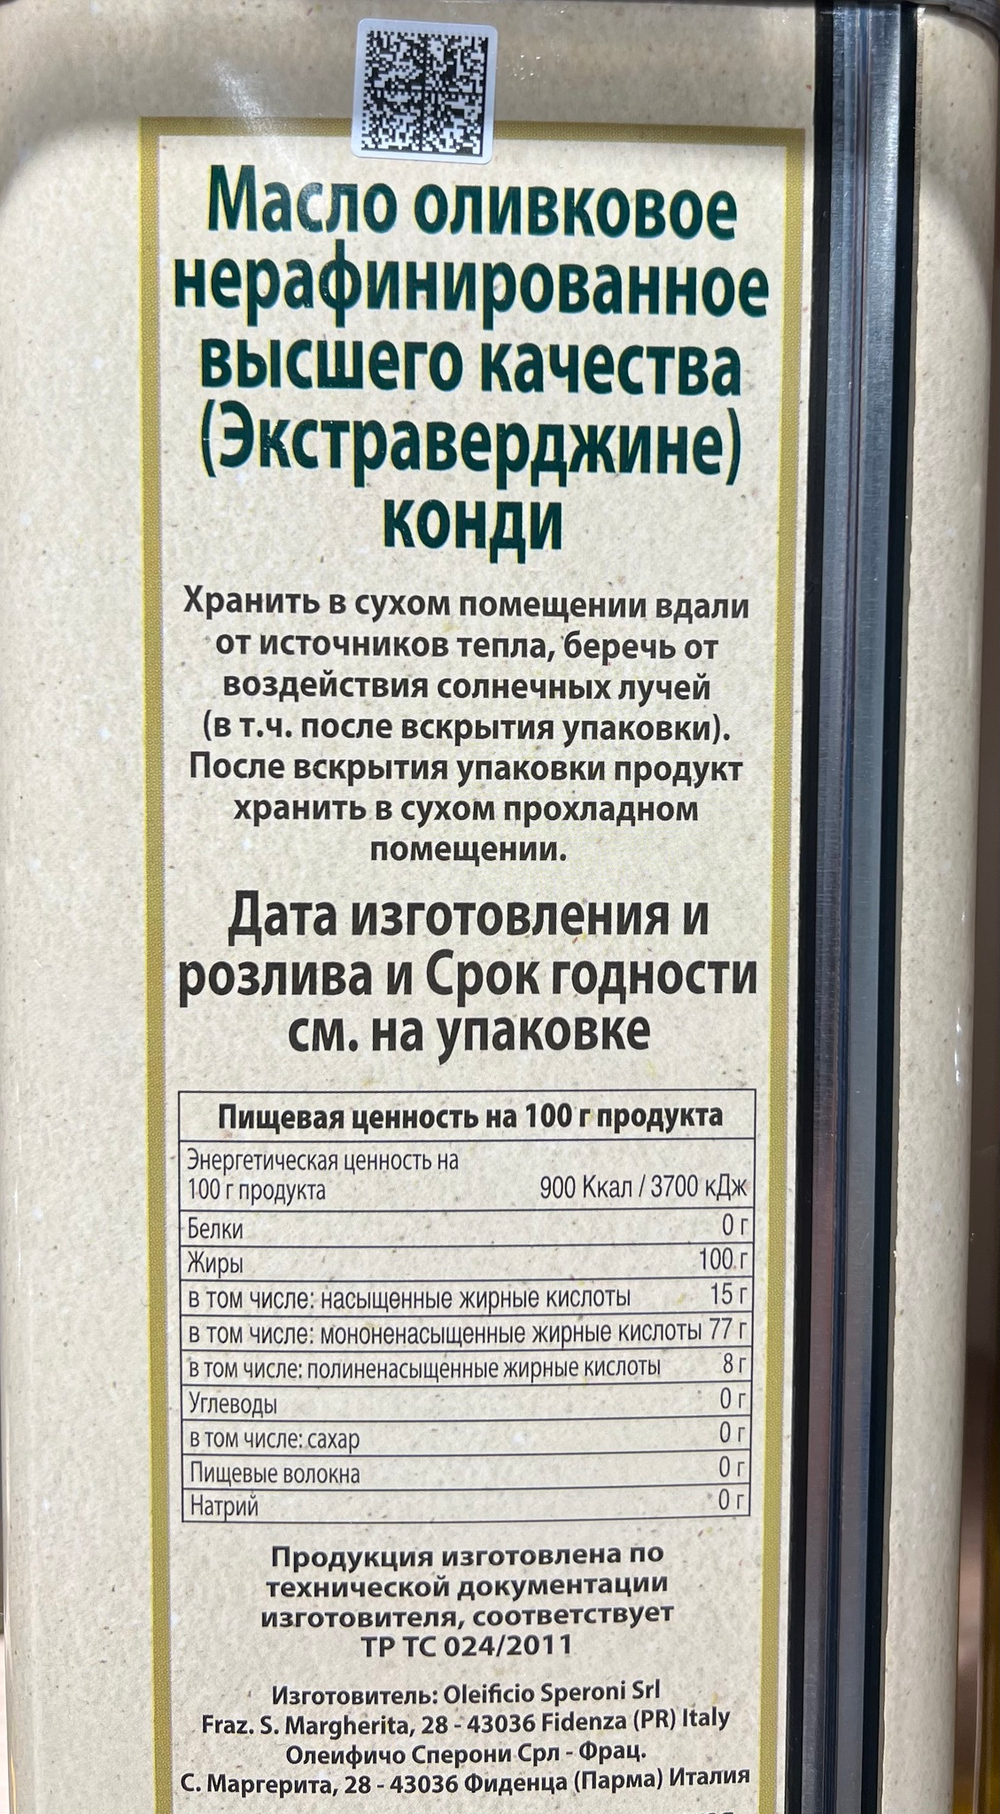 Масло оливковое
нерафинированное
высшего качества
(Экстраверджине)
конди
Хранить в сухом помещении вдали
от источников тепла, беречь от
воздействия солнечных лучей
(в т.ч. после вскрытия упаковки).
После вскрытия упаковки продукт
хранить в сухом прохладном
помещении.
Дата изготовления и
розлива и Срок годности
см. на упаковке
Пищевая ценность на 100 г продукта
Энергетическая ценность на
100 г продукта 900 Ккал / 3700 кДж
Белки 0 г
Жиры 100 г
в том числе: насыщенные жирные кислоты 15 г
в том числе: мононенасыщенные жирные кислоты 77 г
в том числе: полиненасыщенные жирные кислоты 8 г
Углеводы 0 г
в том числе: сахар 0 г
Пищевые волокна 0 г
Натрий 0 г
Продукция изготовлена по
технической документации
изготовителя, соответствует
ТР ТС 024/2011
Изготовитель: Oleificio Speroni Srl
Fraz. S. Margherita, 28 - 43036 Fidenza (PR) Italy
Олеифичо Сперони Срл - Фрац.
С. Маргерита, 28 - 43036 Фиденца (Парма) Италия